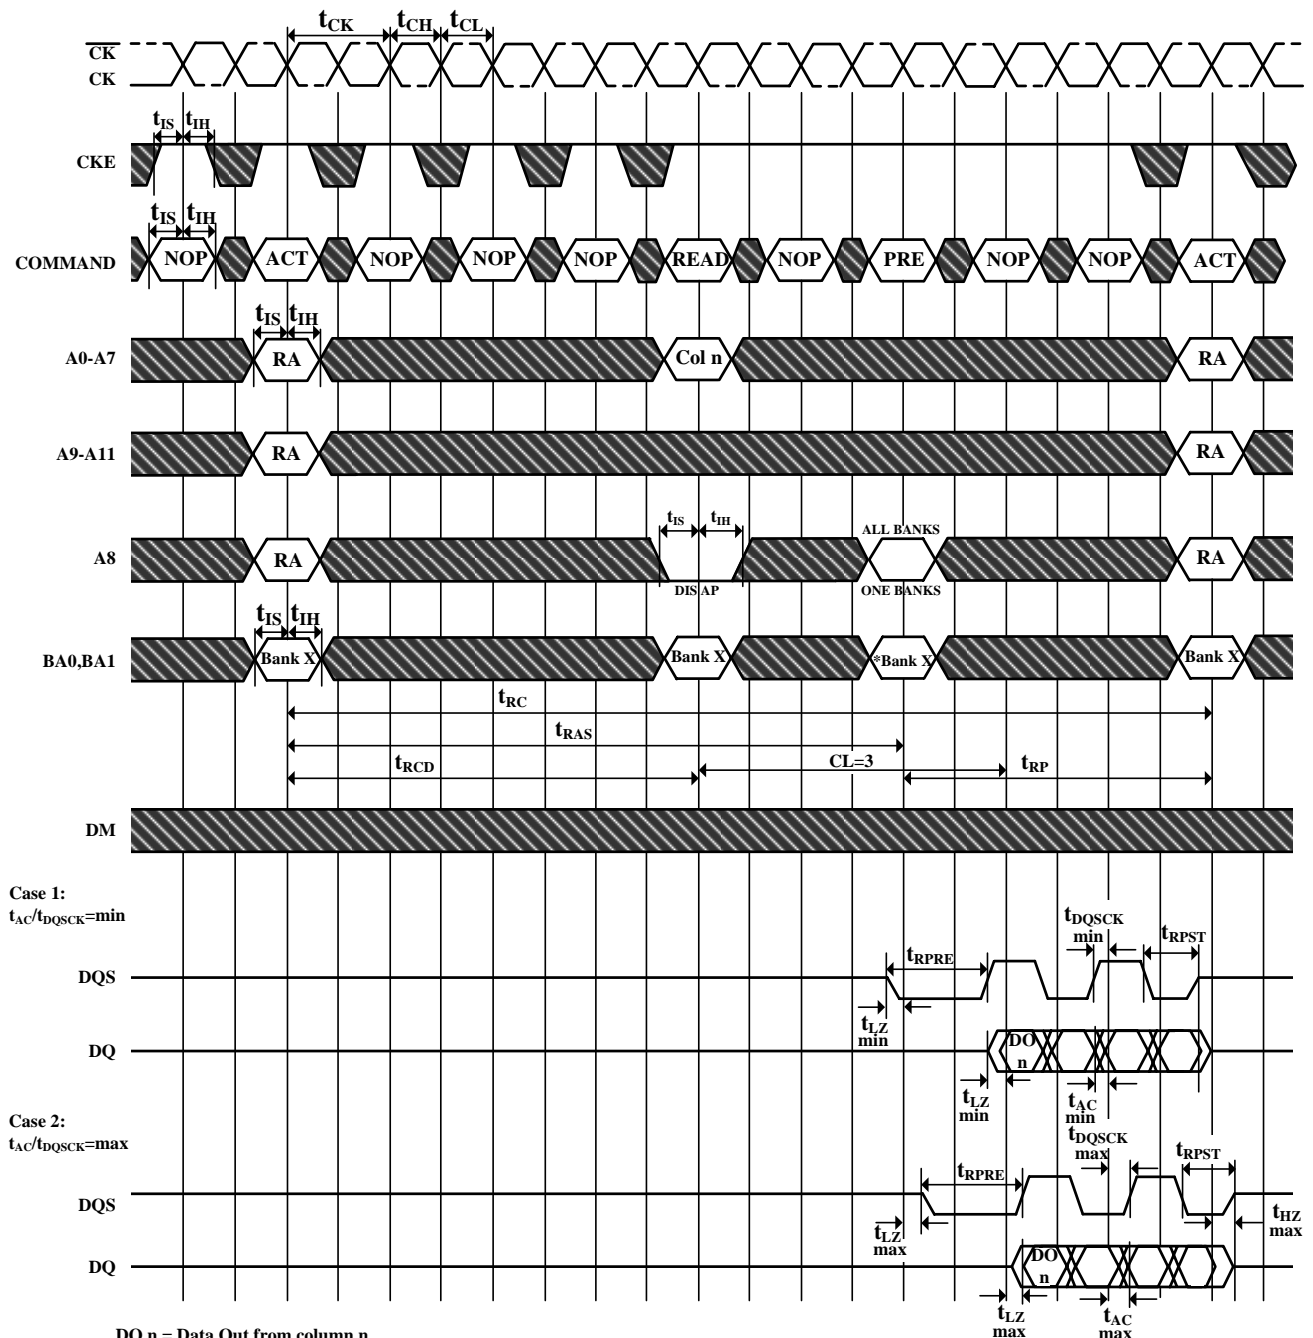 tCK tCH tCL
CK
CK
tIS tIH
CKE
tIS tIH
COMMAND NOP ACT NOP NOP NOP READ NOP PRE NOP NOP ACT
tIS tIH
A0-A7 RA Col n RA
A9-A11 RA RA
tIS tIH ALL BANKS
A8 RA RA
DIS AP ONE BANKS
tIS tIH
BA0,BA1 Bank X Bank X *Bank X Bank X
tRC
tRAS
tRCD CL=3 tRP
DM
Case 1:
tAC/tDQSCK=min
tDQSCK
min
tRPST
tRPRE
DQS
tLZ
min
DQ
DO
n
tLZ
min
tAC
min
Case 2:
tAC/tDQSCK=max
tDQSCK
max
tRPST
tRPRE
DQS
tLZ
max
tHZ
max
DQ
DO
n
tLZ
max
tAC
max
DO n = Data Out from column n